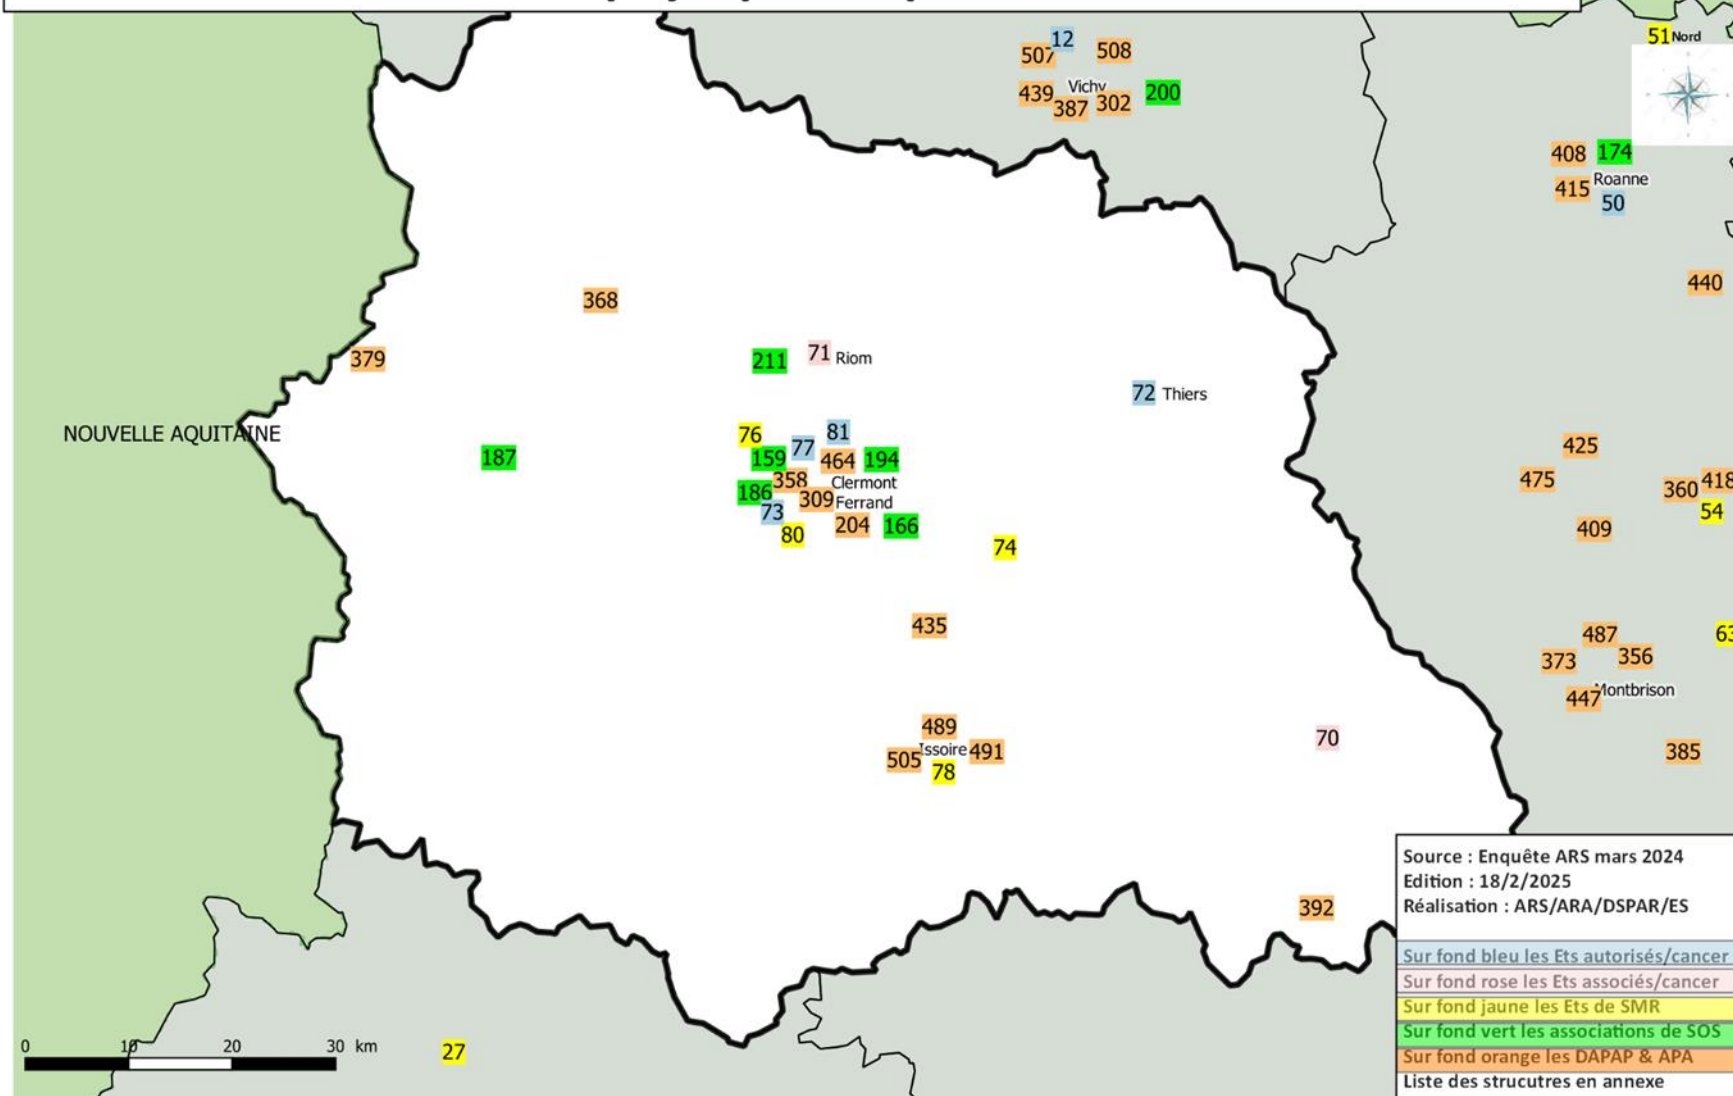 51 Nord
12
507 508
Vichy
439 387 302 200
408 174
415 Roanne
50
440
368
379
211 71 Riom
72 Thiers
NOUVELLE AQUITAINE
187
76 77 81
159 464 194
358 Clermont
186 309 Ferrand
73 204 166
80
74
425
475 360 418
54
409
435
487
373 356
63
447 Montbrison
489
505 Issoire 491
78
70
385
392
27
0 10 20 30 km
Source : Enquête ARS mars 2024
Edition : 18/2/2025
Réalisation : ARS/ARA/DSPAR/ES
Sur fond bleu les Ets autorisés/cancer
Sur fond rose les Ets associés/cancer
Sur fond jaune les Ets de SMR
Sur fond vert les associations de SOS
Sur fond orange les DAPAP & APA
Liste des strucutres en annexe